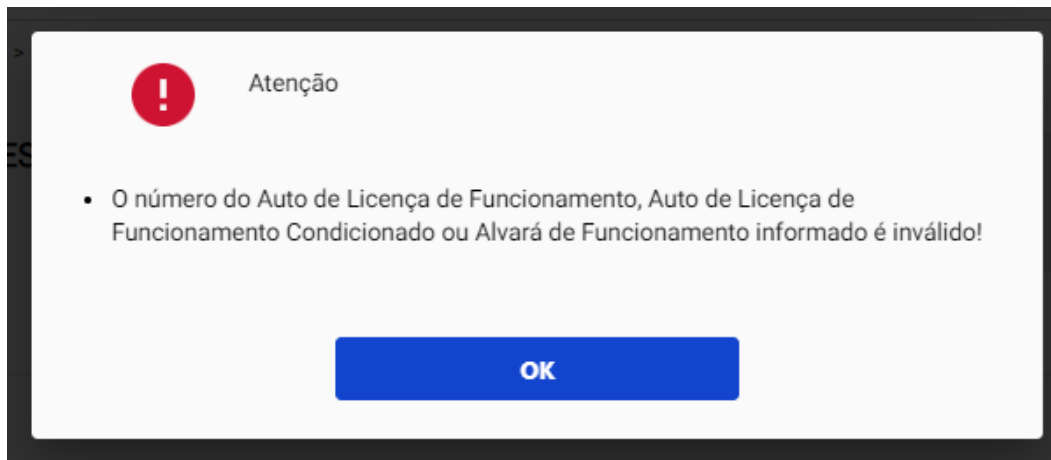 >
ES
Atenção
• O número do Auto de Licença de Funcionamento, Auto de Licença de
Funcionamento Condicionado ou Alvará de Funcionamento informado é inválido!
OK